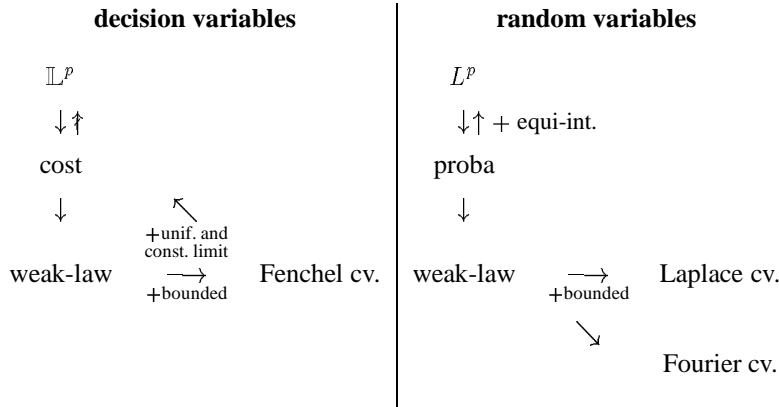 decision variables
𝕃^p
↓ ↑̸
cost
↓ ↖
+unif. and
const. limit
weak-law → Fenchel cv.
+bounded
random variables
L^p
↓ ↑ + equi-int.
proba
↓
weak-law → Laplace cv.
+bounded
↘
Fourier cv.